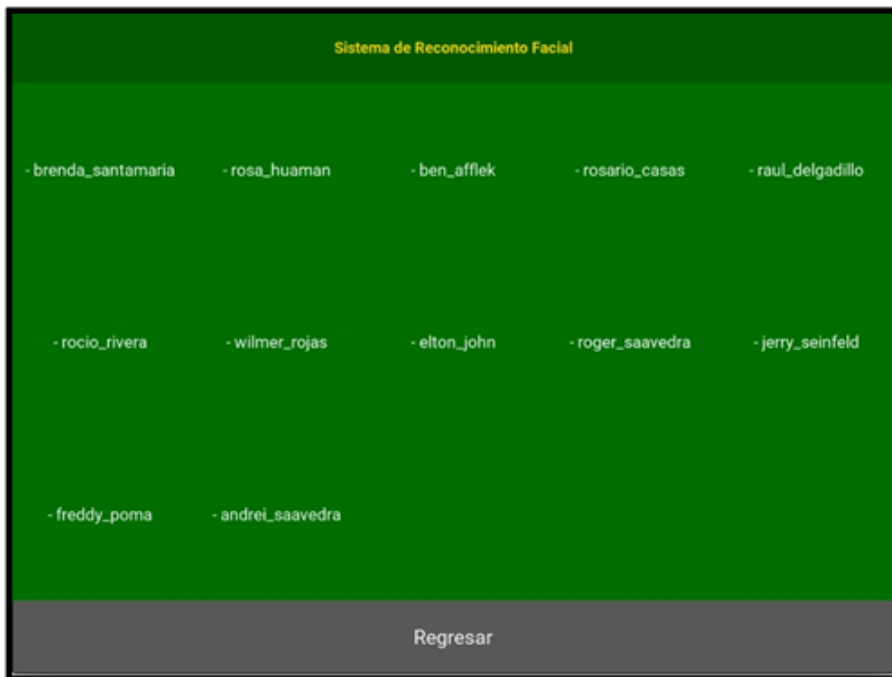 Sistema de Reconocimiento Facial
- brenda_santamaria - rosa_huaman - ben_afflek - rosario_casas - raul_delgadillo
- rocio_rivera - wilmer_rojas - elton_john - roger_saavedra - jerry_seinfeld
- freddy_poma - andrei_saavedra
Regresar